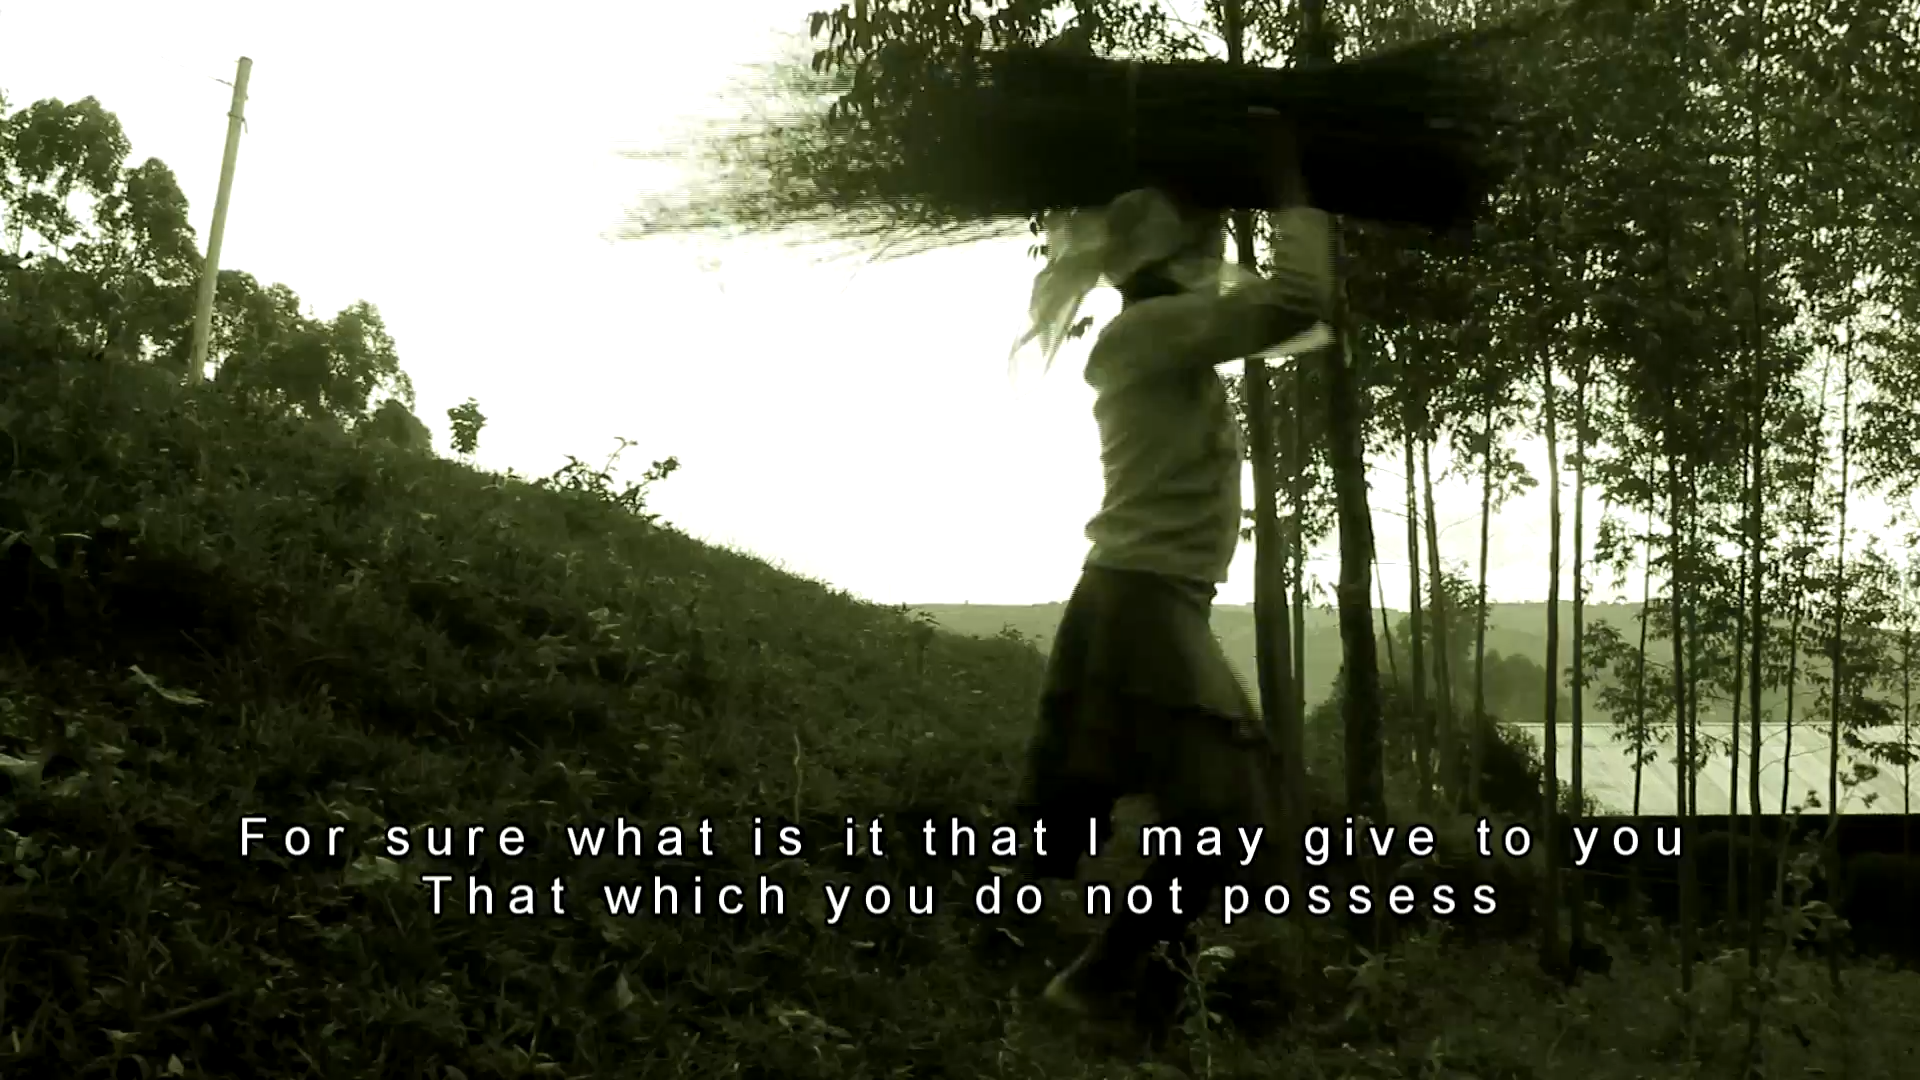 For sure what is it that I may give to you
That which you do not possess